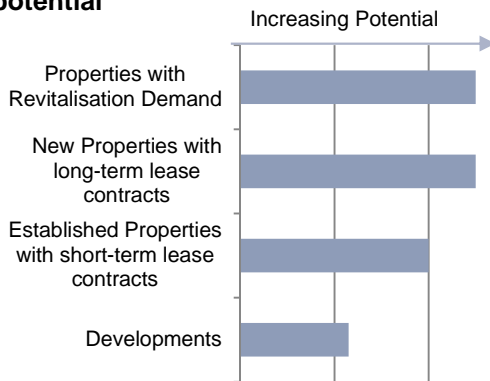 potential
Increasing Potential
Properties with
Revitalisation Demand
New Properties with
long-term lease
contracts
Established Properties
with short-term lease
contracts
Developments